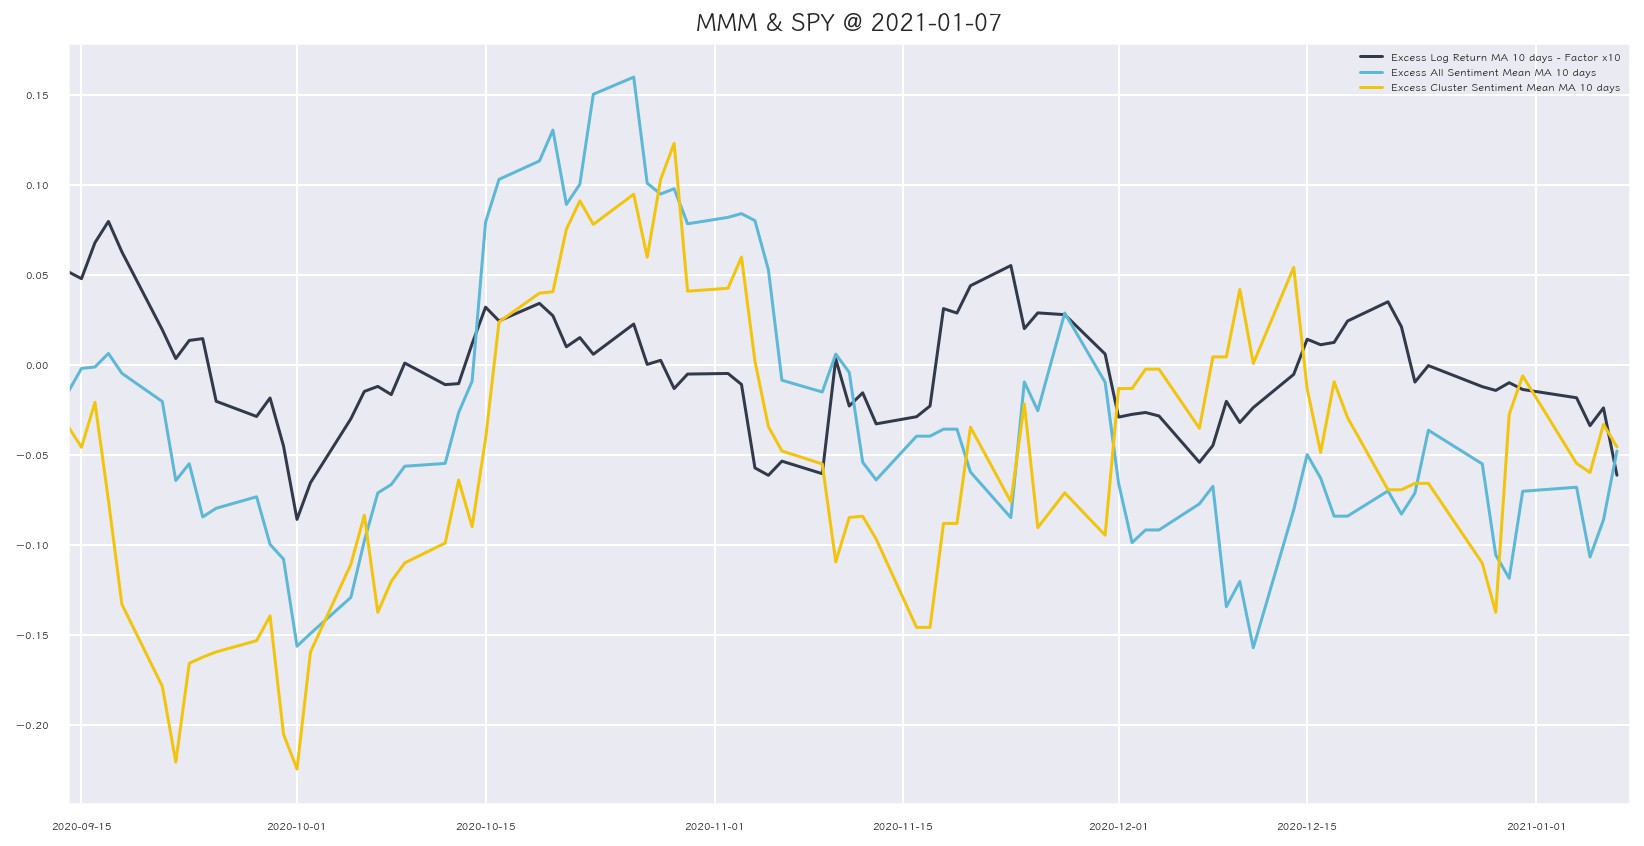 MMM & SPY @ 2021-01-07
Excess Log Return MA 10 days - Factor x10
Excess All Sentiment Mean MA 10 days
Excess Cluster Sentiment Mean MA 10 days
0.15
0.10
0.05
0.00
−0.05
−0.10
−0.15
−0.20
2020-09-15 2020-10-01 2020-10-15 2020-11-01 2020-11-15 2020-12-01 2020-12-15 2021-01-01